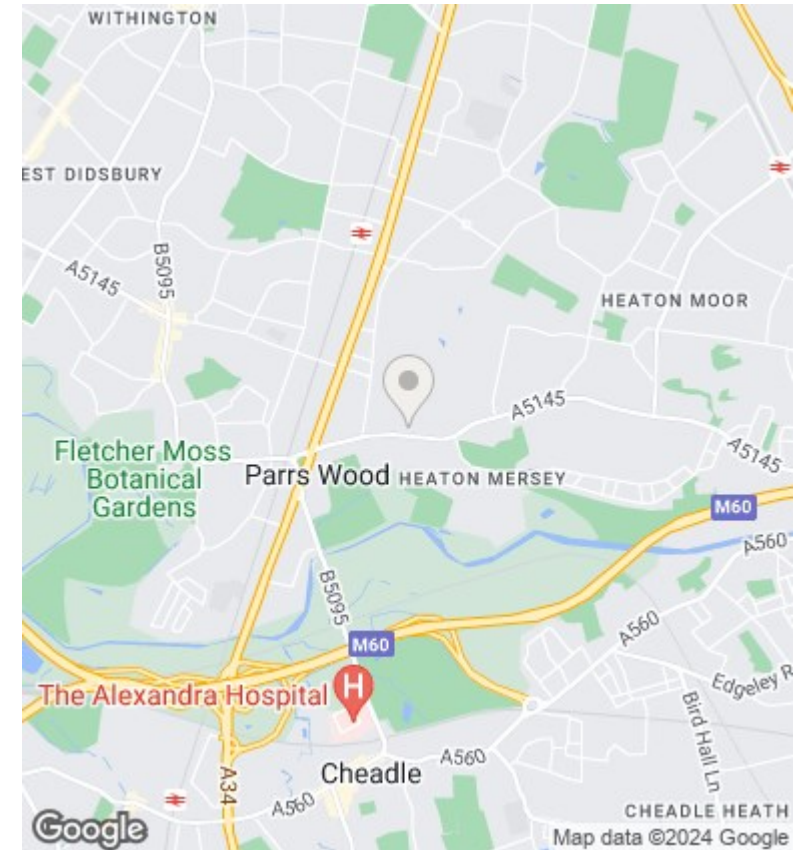 WITHINGTON
EST DIDSBURY
B5095
A5145
HEATON MOOR
A5145
A5145
Fletcher Moss
Botanical
Gardens
Parrs Wood
HEATON MERSEY
M60
A560
B5095
A560
M60
The Alexandra Hospital
H
Edgeley R
Bird Hall Ln
A34
Cheadle
A560
A560
CHEADLE HEATH
Google
Map data ©2024 Google